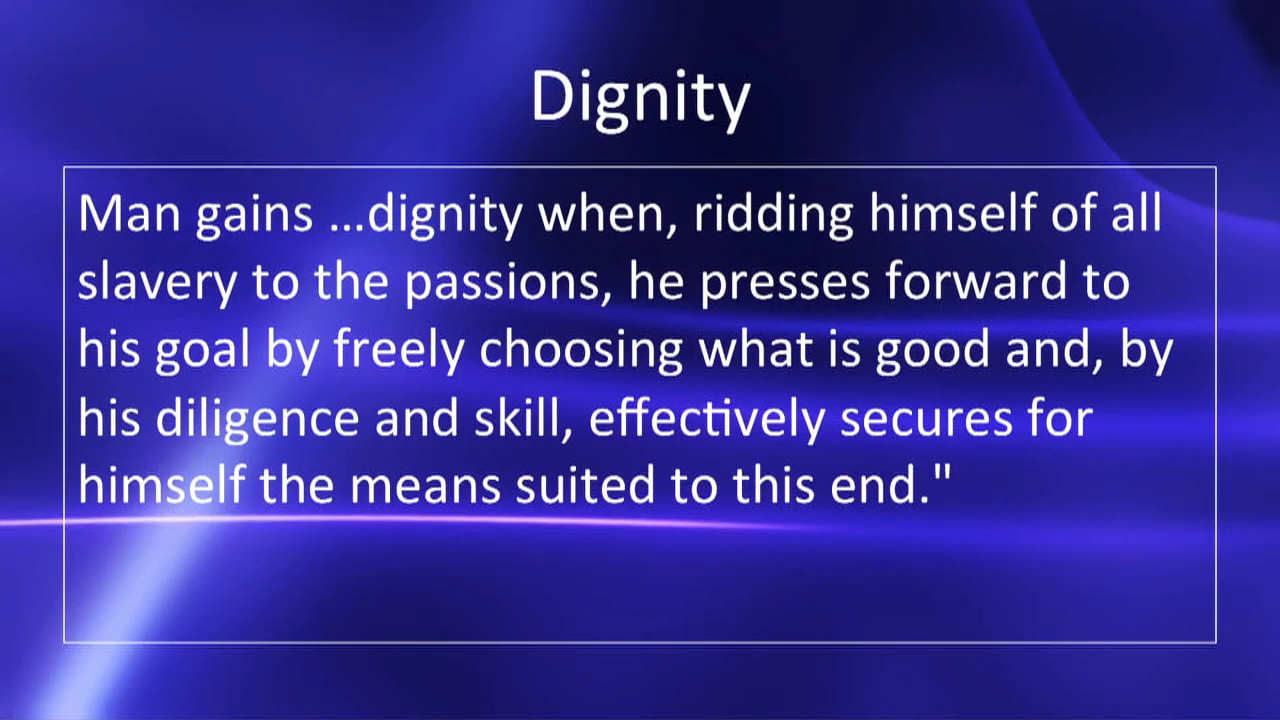 Dignity
Man gains ...dignity when, ridding himself of all
slavery to the passions, he presses forward to
his goal by freely choosing what is good and, by
his diligence and skill, effectively secures for
himself the means suited to this end."